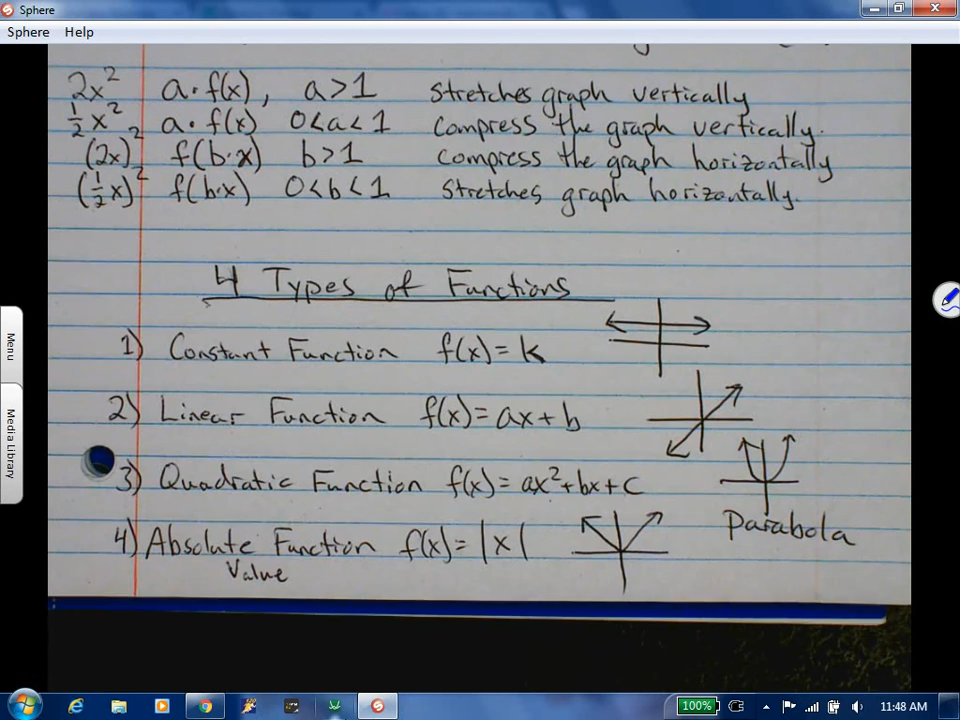 Sphere
Sphere Help
2x² a·f(x), a>1 Stretches graph vertically
½x² a·f(x) 0<a<1 Compress the graph vertically.
(2x)² f(b·x) b>1 Compress the graph horizontally
(½x)² f(b·x) 0<b<1 Stretches graph horizontally.
4 Types of Functions
1) Constant Function f(x)=k
2) Linear Function f(x)=ax+b
3) Quadratic Function f(x)=ax²+bx+c
Parabola
4) Absolute Function f(x)=|x|
Value
Menu
Media Library
100%
11:48 AM